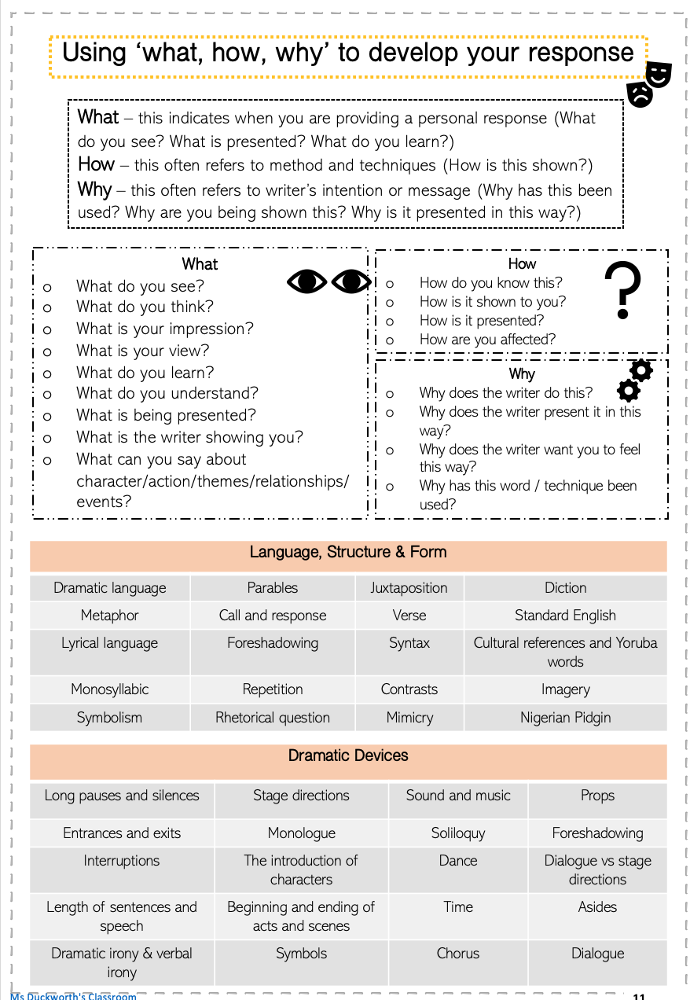 Using ‘what, how, why’ to develop your response
What – this indicates when you are providing a personal response (What
do you see? What is presented? What do you learn?)
How – this often refers to method and techniques (How is this shown?)
Why – this often refers to writer’s intention or message (Why has this been
used? Why are you being shown this? Why is it presented in this way?)
What
o What do you see?
o What do you think?
o What is your impression?
o What is your view?
o What do you learn?
o What do you understand?
o What is being presented?
o What is the writer showing you?
o What can you say about
character/action/themes/relationships/
events?
How
o How do you know this?
o How is it shown to you?
o How is it presented?
o How are you affected?
?
Why
o Why does the writer do this?
o Why does the writer present it in this
way?
o Why does the writer want you to feel
this way?
o Why has this word / technique been
used?
Language, Structure & Form
Dramatic language Parables Juxtaposition Diction
Metaphor Call and response Verse Standard English
Lyrical language Foreshadowing Syntax Cultural references and Yoruba
words
Monosyllabic Repetition Contrasts Imagery
Symbolism Rhetorical question Mimicry Nigerian Pidgin
Dramatic Devices
Long pauses and silences Stage directions Sound and music Props
Entrances and exits Monologue Soliloquy Foreshadowing
Interruptions The introduction of Dance Dialogue vs stage
characters directions
Length of sentences and Beginning and ending of Time Asides
speech acts and scenes
Dramatic irony & verbal Symbols Chorus Dialogue
irony
Ms Duckworth's Classroom 11